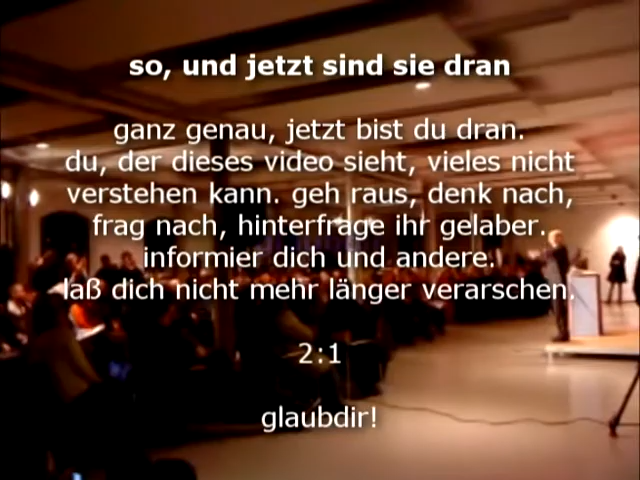 so, und jetzt sind sie dran
ganz genau, jetzt bist du dran.
du, der dieses video sieht, vieles nicht
verstehen kann. geh raus, denk nach,
frag nach, hinterfrage ihr gelaber.
informier dich und andere.
laß dich nicht mehr länger verarschen.
2:1
glaubdir!